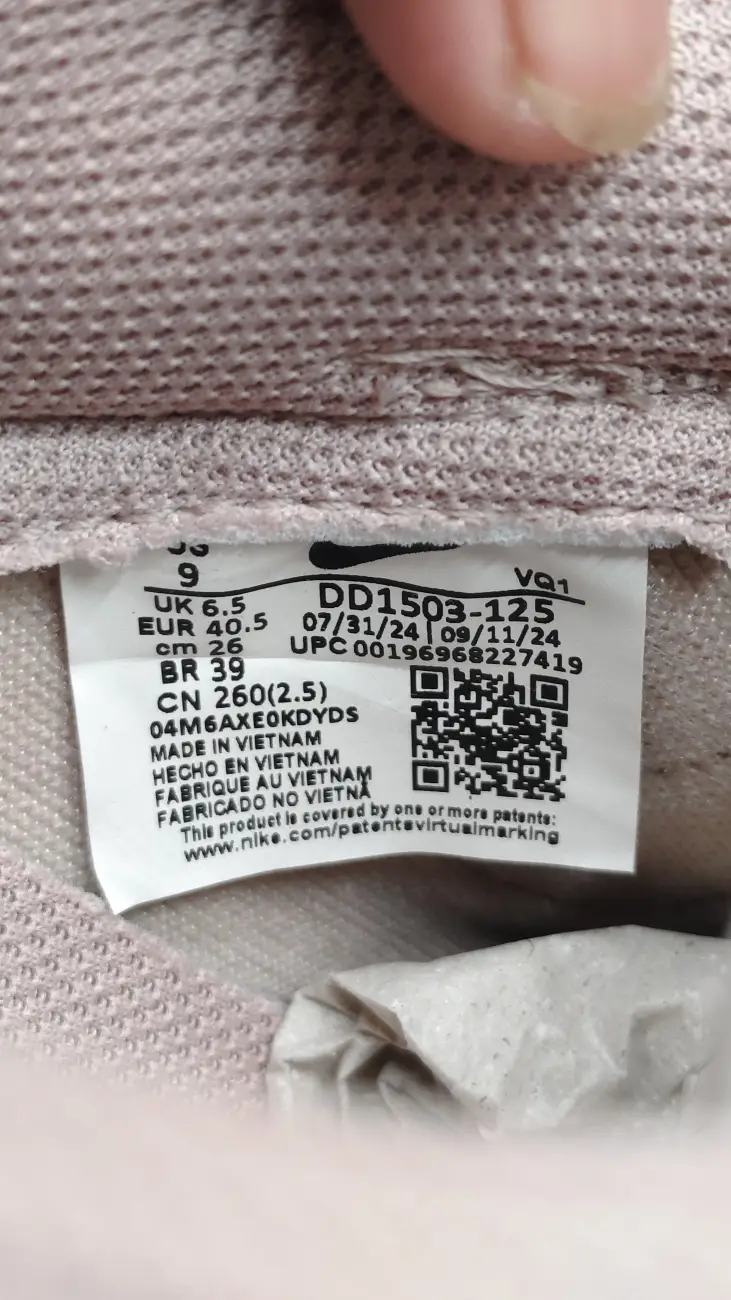 US
9
VQ1
UK 6.5
EUR 40.5
cm 26
BR 39
CN 260(2.5)
DD1503-125
07/31/24 | 09/11/24
UPC 00196968227419
04M6AXE0KDYDS
MADE IN VIETNAM
HECHO EN VIETNAM
FABRIQUE AU VIETNAM
FABRICADO NO VIETNÃ
This product is covered by one or more patents:
www.nike.com/patentsvirtualmarking